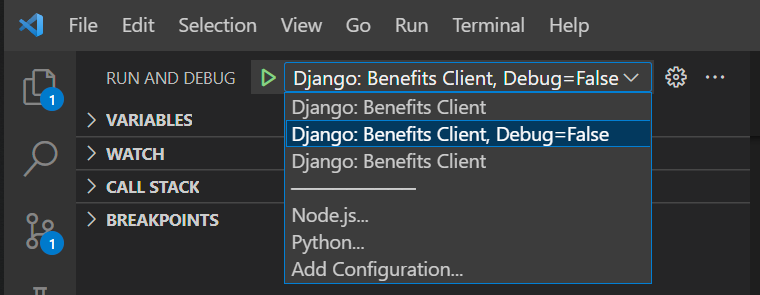 File Edit Selection View Go Run Terminal Help
RUN AND DEBUG Django: Benefits Client, Debug=False
1
Django: Benefits Client
VARIABLES
Django: Benefits Client, Debug=False
WATCH
Django: Benefits Client
CALL STACK
Node.js...
BREAKPOINTS
1
Python...
Add Configuration...